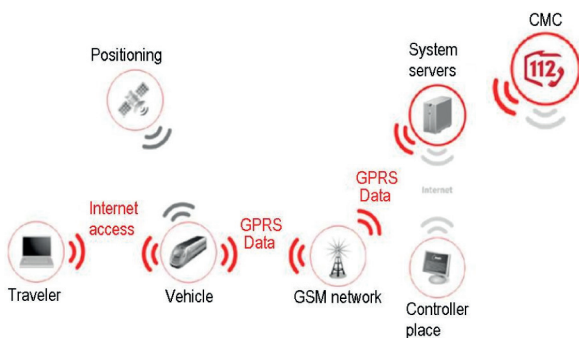 CMC
112
System
servers
Positioning
GPRS
Data
Internet
Internet
access
GPRS
Data
Traveler
Vehicle
GSM network
Controller
place